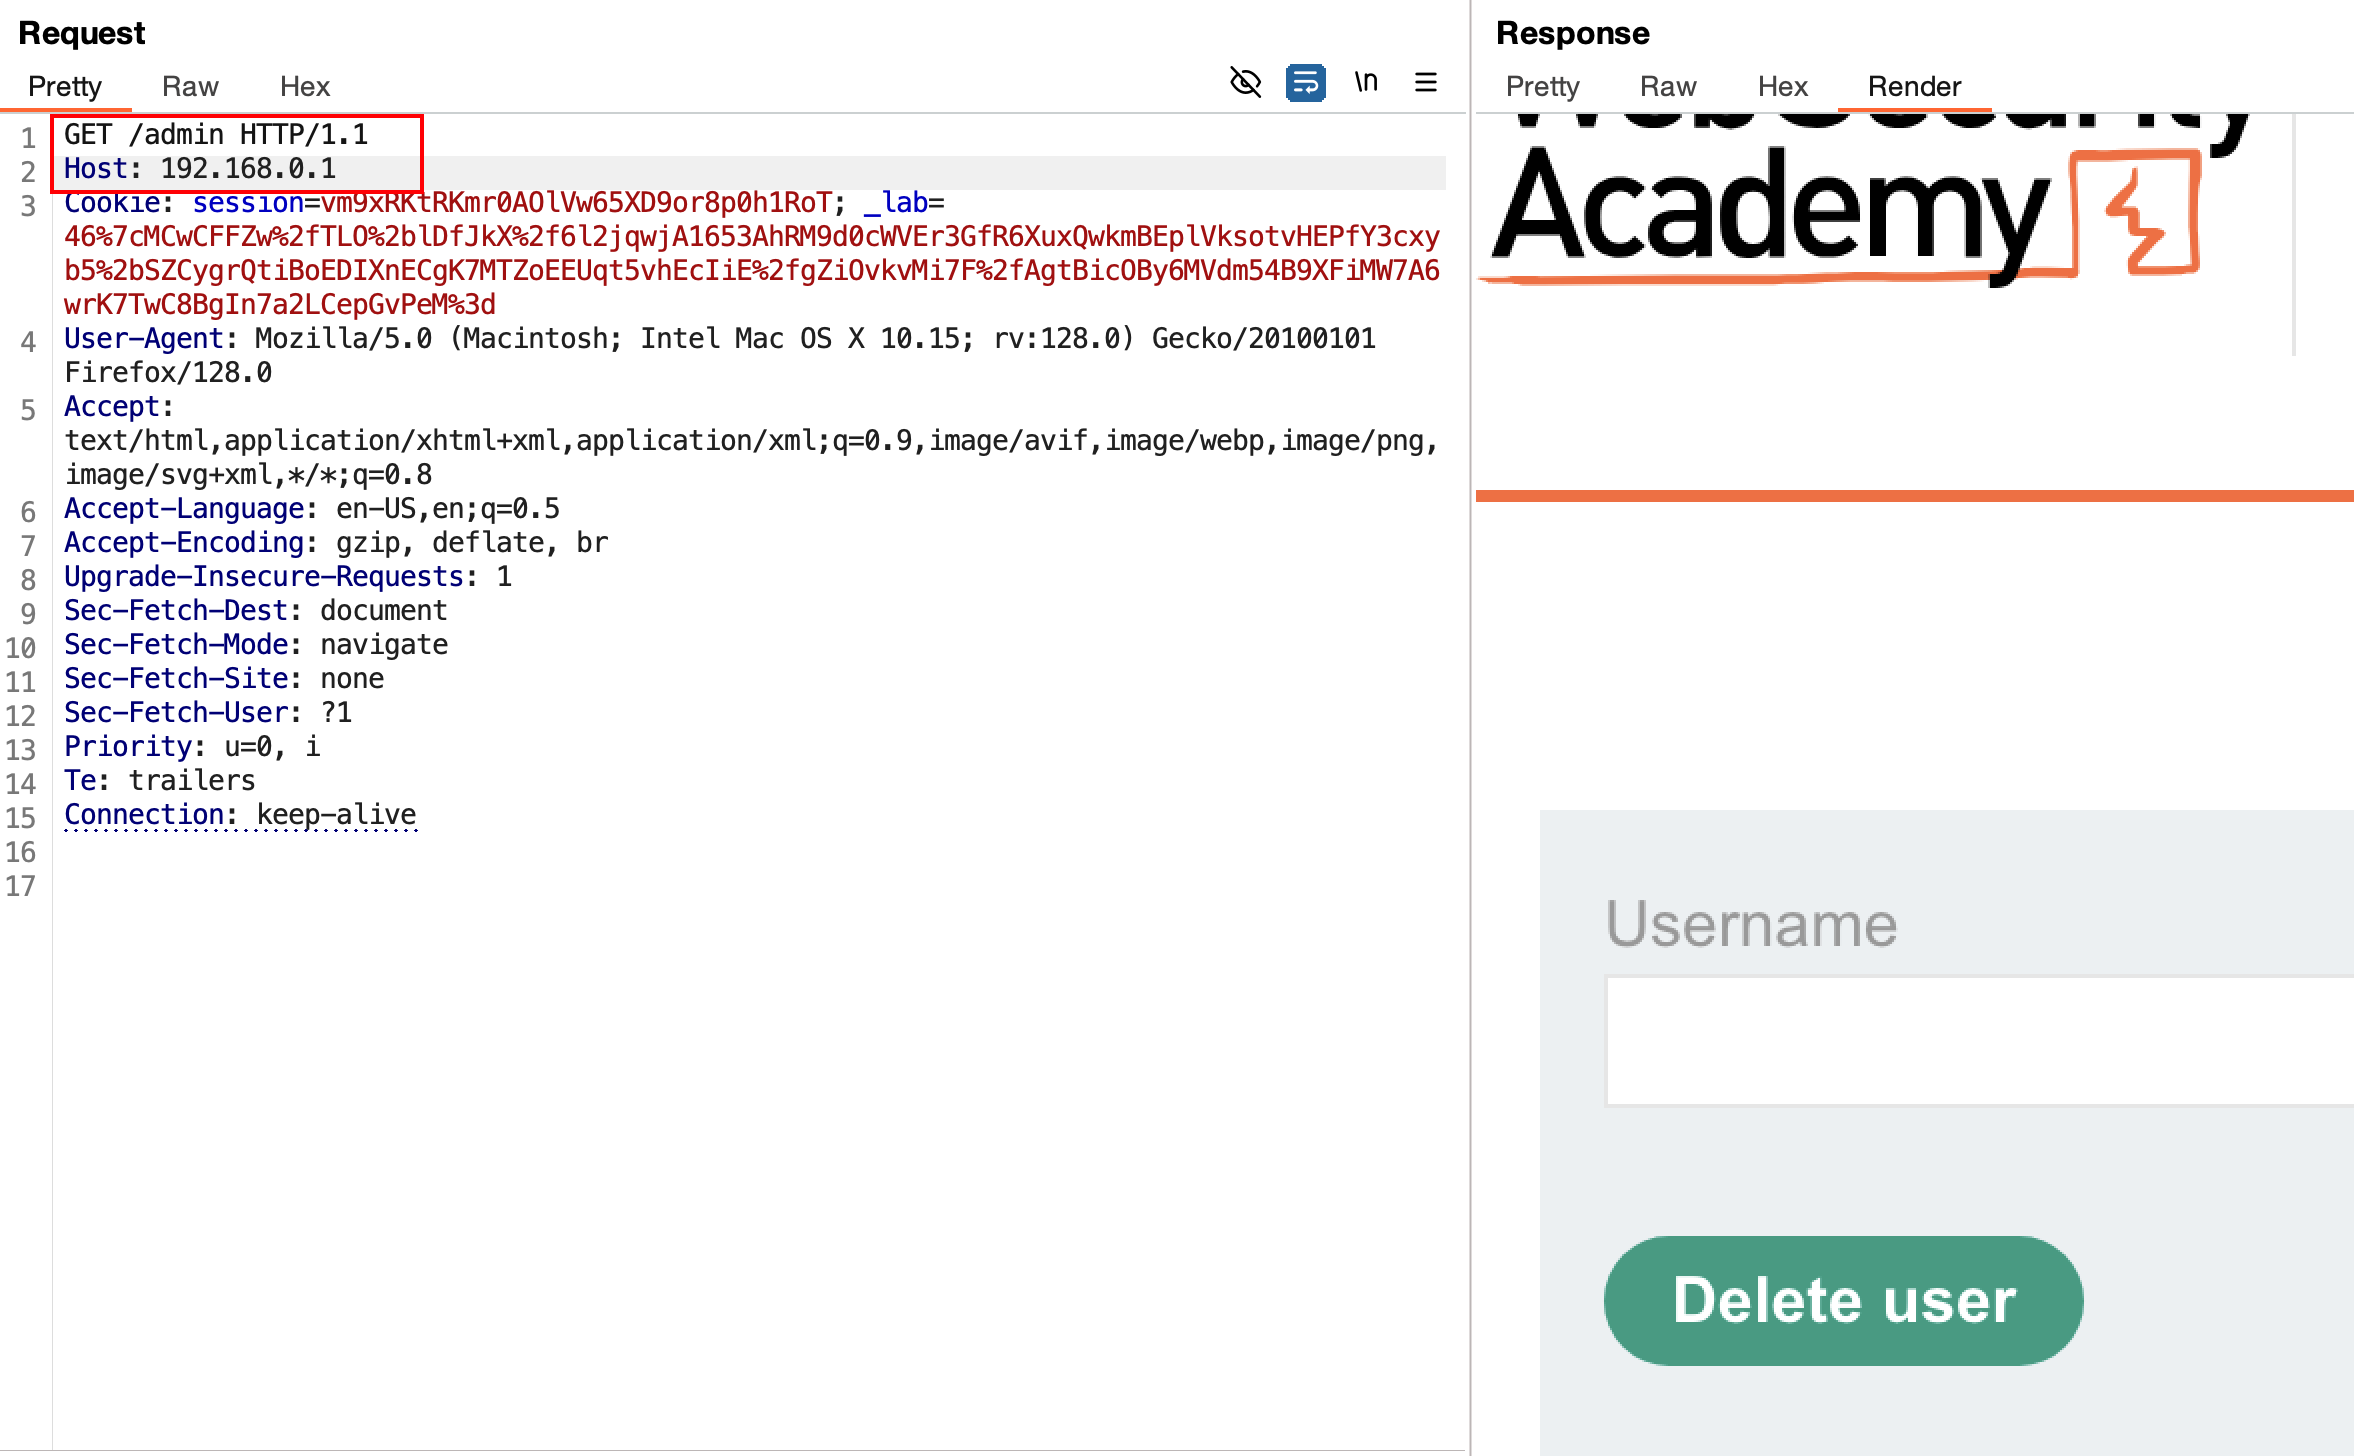 Request
Pretty Raw Hex
\n
1 GET /admin HTTP/1.1
2 Host: 192.168.0.1
3 Cookie: session=vm9xRKtRKmr0AOlVw65XD9or8p0h1RoT; _lab=
46%7cMCwCFFZw%2fTLO%2blDfJkX%2f6l2jqwjA1653AhRM9d0cWVEr3GfR6XuxQwkmBEplVksotvHEPfY3cxy
b5%2bSZCygrQtiBoEDIXnECgK7MTZoEEUqt5vhEcIiE%2fgZiOvkvMi7F%2fAgtBicOBy6MVdm54B9XFiMW7A6
wrK7TwC8BgIn7a2LCepGvPeM%3d
4 User-Agent: Mozilla/5.0 (Macintosh; Intel Mac OS X 10.15; rv:128.0) Gecko/20100101
Firefox/128.0
5 Accept:
text/html,application/xhtml+xml,application/xml;q=0.9,image/avif,image/webp,image/png,
image/svg+xml,*/*;q=0.8
6 Accept-Language: en-US,en;q=0.5
7 Accept-Encoding: gzip, deflate, br
8 Upgrade-Insecure-Requests: 1
9 Sec-Fetch-Dest: document
10 Sec-Fetch-Mode: navigate
11 Sec-Fetch-Site: none
12 Sec-Fetch-User: ?1
13 Priority: u=0, i
14 Te: trailers
15 Connection: keep-alive
16
17
Response
Pretty Raw Hex Render
WebSecurity
Academy
Username
Delete user